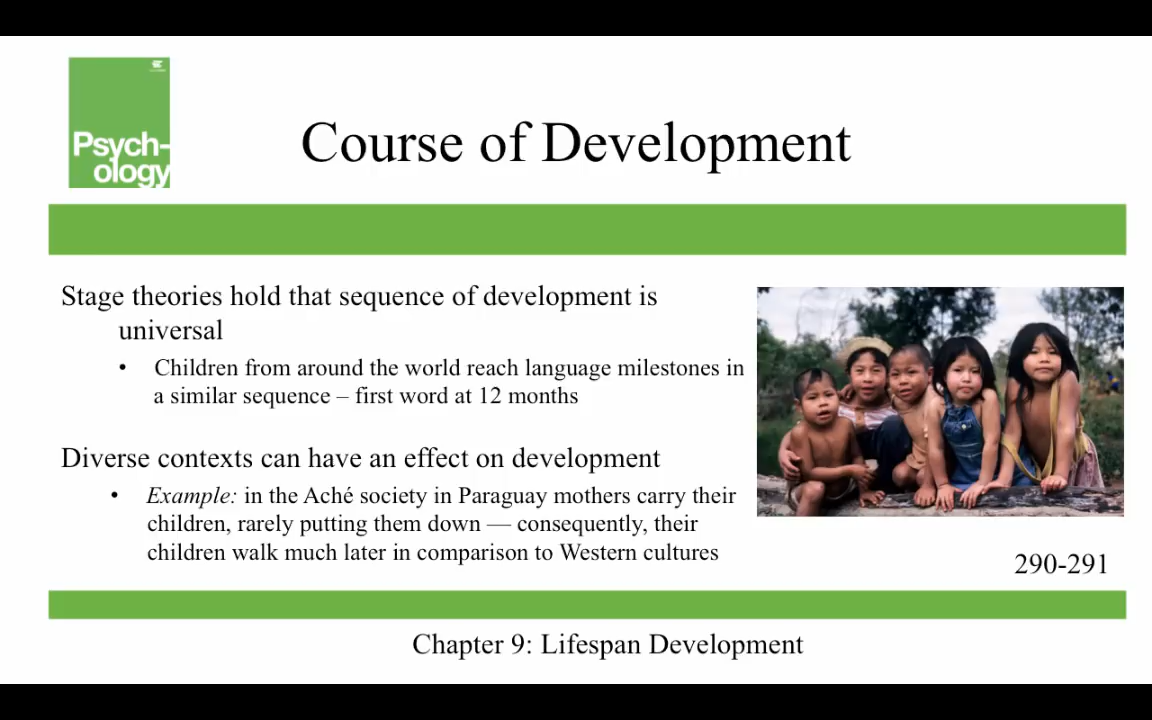 Psych-
ology
Course of Development
Stage theories hold that sequence of development is
universal
• Children from around the world reach language milestones in
a similar sequence – first word at 12 months
Diverse contexts can have an effect on development
• Example: in the Aché society in Paraguay mothers carry their
children, rarely putting them down — consequently, their
children walk much later in comparison to Western cultures
290-291
Chapter 9: Lifespan Development